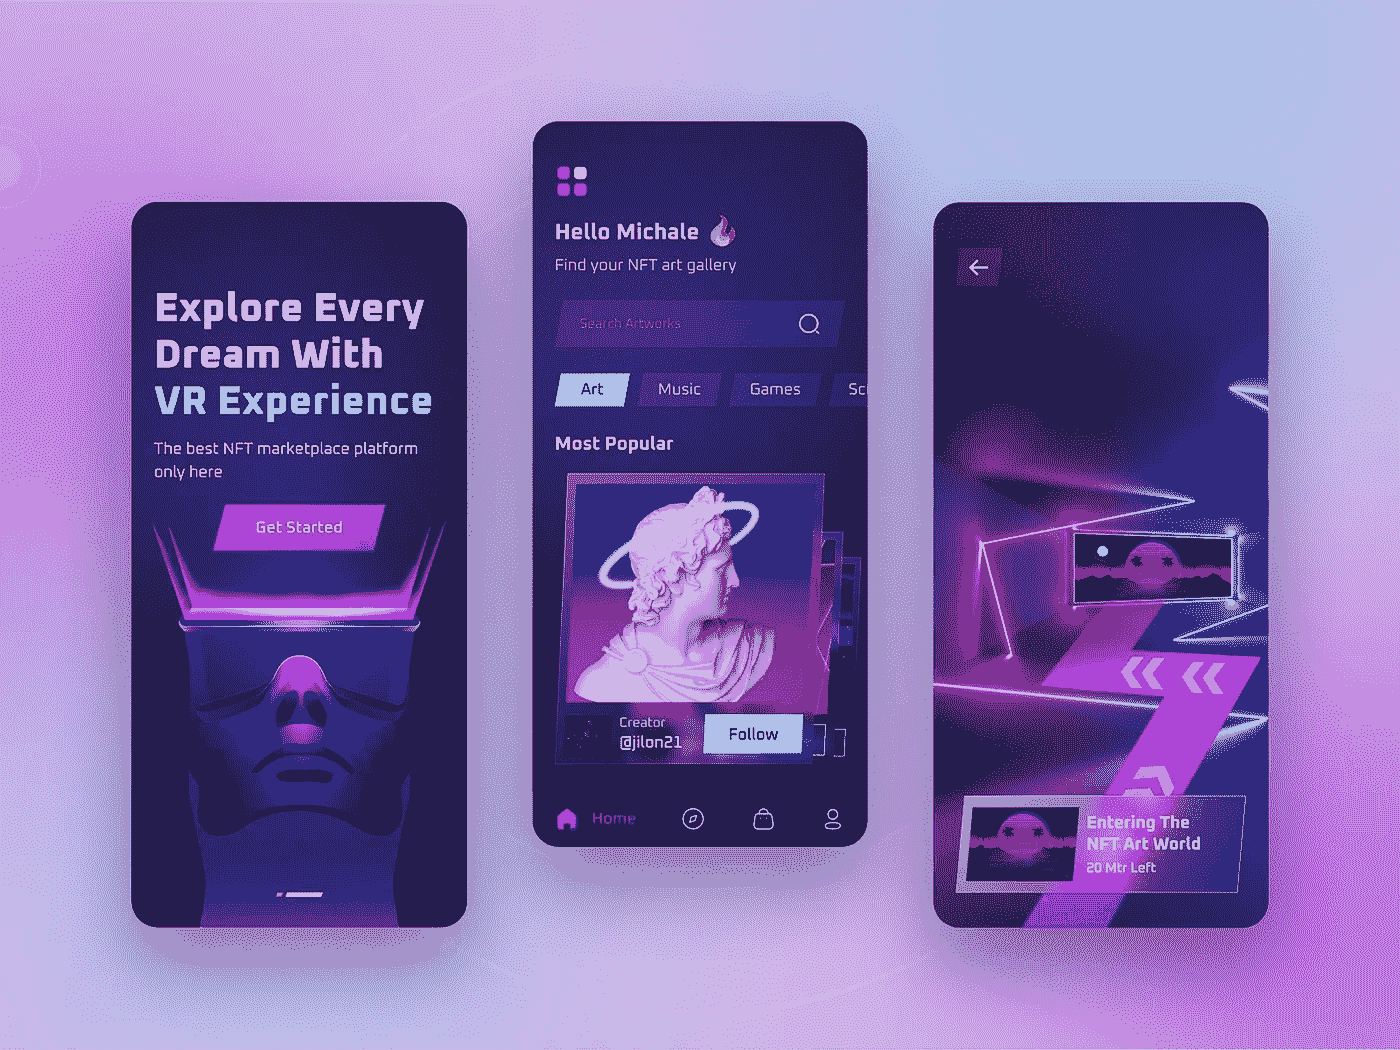 Explore Every
Dream With
VR Experience
The best NFT marketplace platform
only here
Get Started
Hello Michale
Find your NFT art gallery
Search Artworks
Art
Music
Games
Sc
Most Popular
Creator
@jilon21
Follow
Home
Entering The
NFT Art World
20 Mtr Left